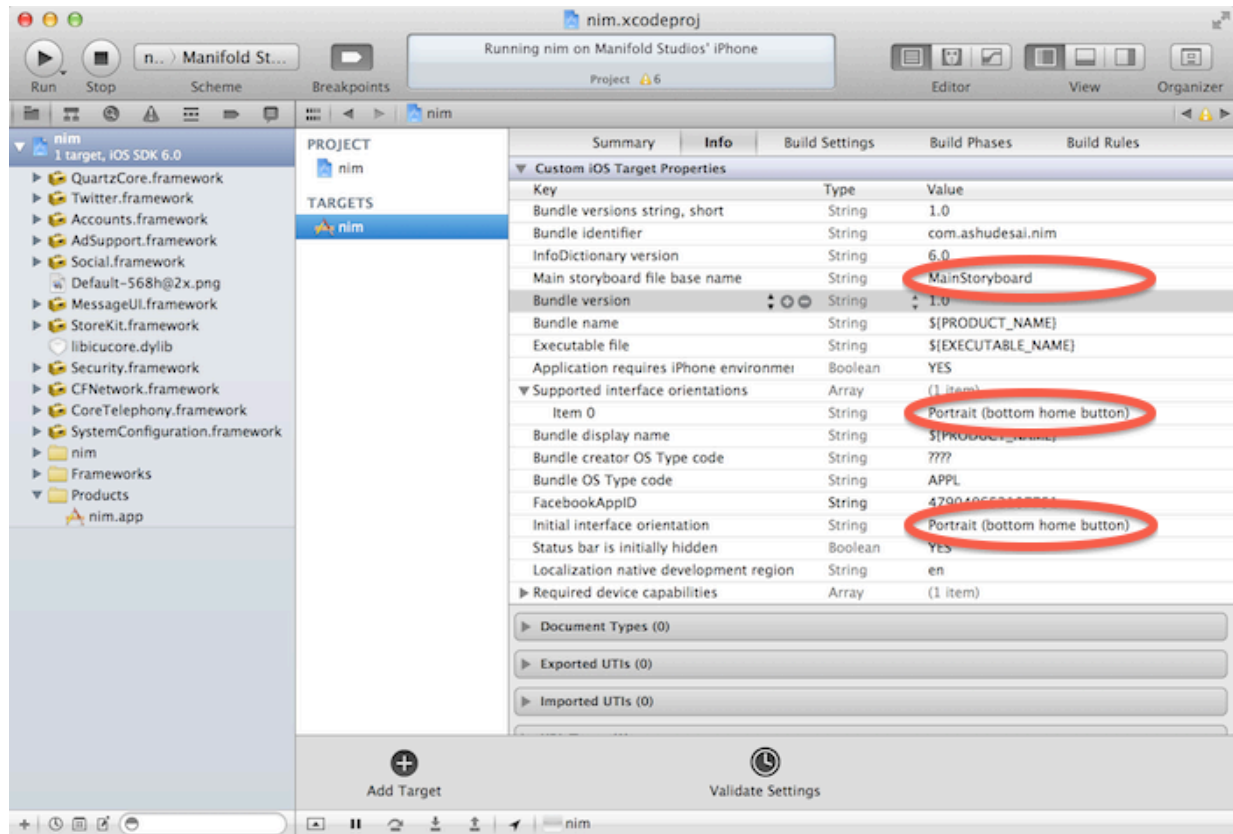 nim.xcodeproj
n.. Manifold St...
Running nim on Manifold Studios' iPhone
Project 6
Run Stop Scheme Breakpoints Editor View Organizer
nim
nim
1 target, iOS SDK 6.0
QuartzCore.framework
Twitter.framework
Accounts.framework
AdSupport.framework
Social.framework
Default-568h@2x.png
MessageUI.framework
StoreKit.framework
libicucore.dylib
Security.framework
CFNetwork.framework
CoreTelephony.framework
SystemConfiguration.framework
nim
Frameworks
Products
nim.app
PROJECT
nim
TARGETS
nim
Summary Info Build Settings Build Phases Build Rules
Custom iOS Target Properties
Key Type Value
Bundle versions string, short String 1.0
Bundle identifier String com.ashudesai.nim
InfoDictionary version String 6.0
Main storyboard file base name String MainStoryboard
Bundle version String 1.0
Bundle name String ${PRODUCT_NAME}
Executable file String ${EXECUTABLE_NAME}
Application requires iPhone environmer Boolean YES
Supported interface orientations Array (1 item)
Item 0 String Portrait (bottom home button)
Bundle display name String ${PRODUCT_NAME}
Bundle creator OS Type code String ????
Bundle OS Type code String APPL
FacebookAppID String
Initial interface orientation String Portrait (bottom home button)
Status bar is initially hidden Boolean YES
Localization native development region String en
Required device capabilities Array (1 item)
Document Types (0)
Exported UTIs (0)
Imported UTIs (0)
Add Target Validate Settings
nim